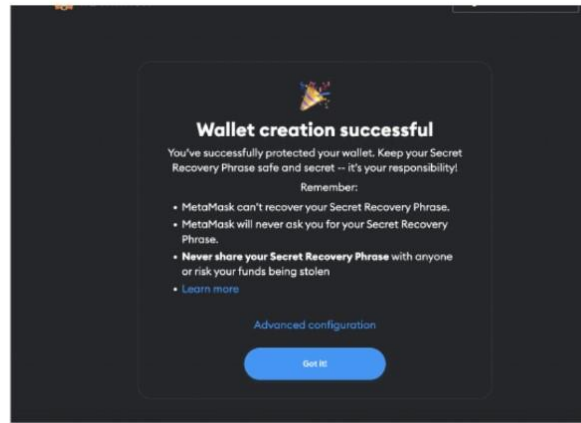 Wallet creation successful
You've successfully protected your wallet. Keep your Secret
Recovery Phrase safe and secret -- it's your responsibility!
Remember:
• MetaMask can't recover your Secret Recovery Phrase.
• MetaMask will never ask you for your Secret Recovery
Phrase.
• Never share your Secret Recovery Phrase with anyone
or risk your funds being stolen
• Learn more
Advanced configuration
Got it!